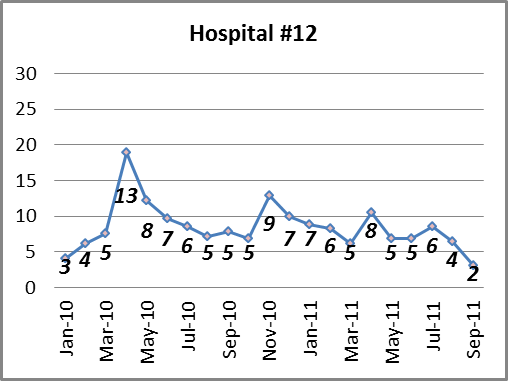 Hospital #12
30
25
20
15
10
5
0
3 4 5 13 8 7 6 5 5 5 9 7 7 6 5 8 5 5 6 4 2
Jan-10 Mar-10 May-10 Jul-10 Sep-10 Nov-10 Jan-11 Mar-11 May-11 Jul-11 Sep-11